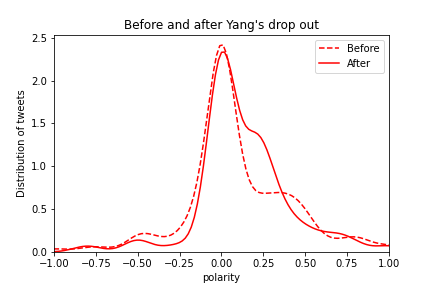 Before and after Yang's drop out
Before
After
Distribution of tweets
2.5
2.0
1.5
1.0
0.5
0.0
−1.00 −0.75 −0.50 −0.25 0.00 0.25 0.50 0.75 1.00
polarity